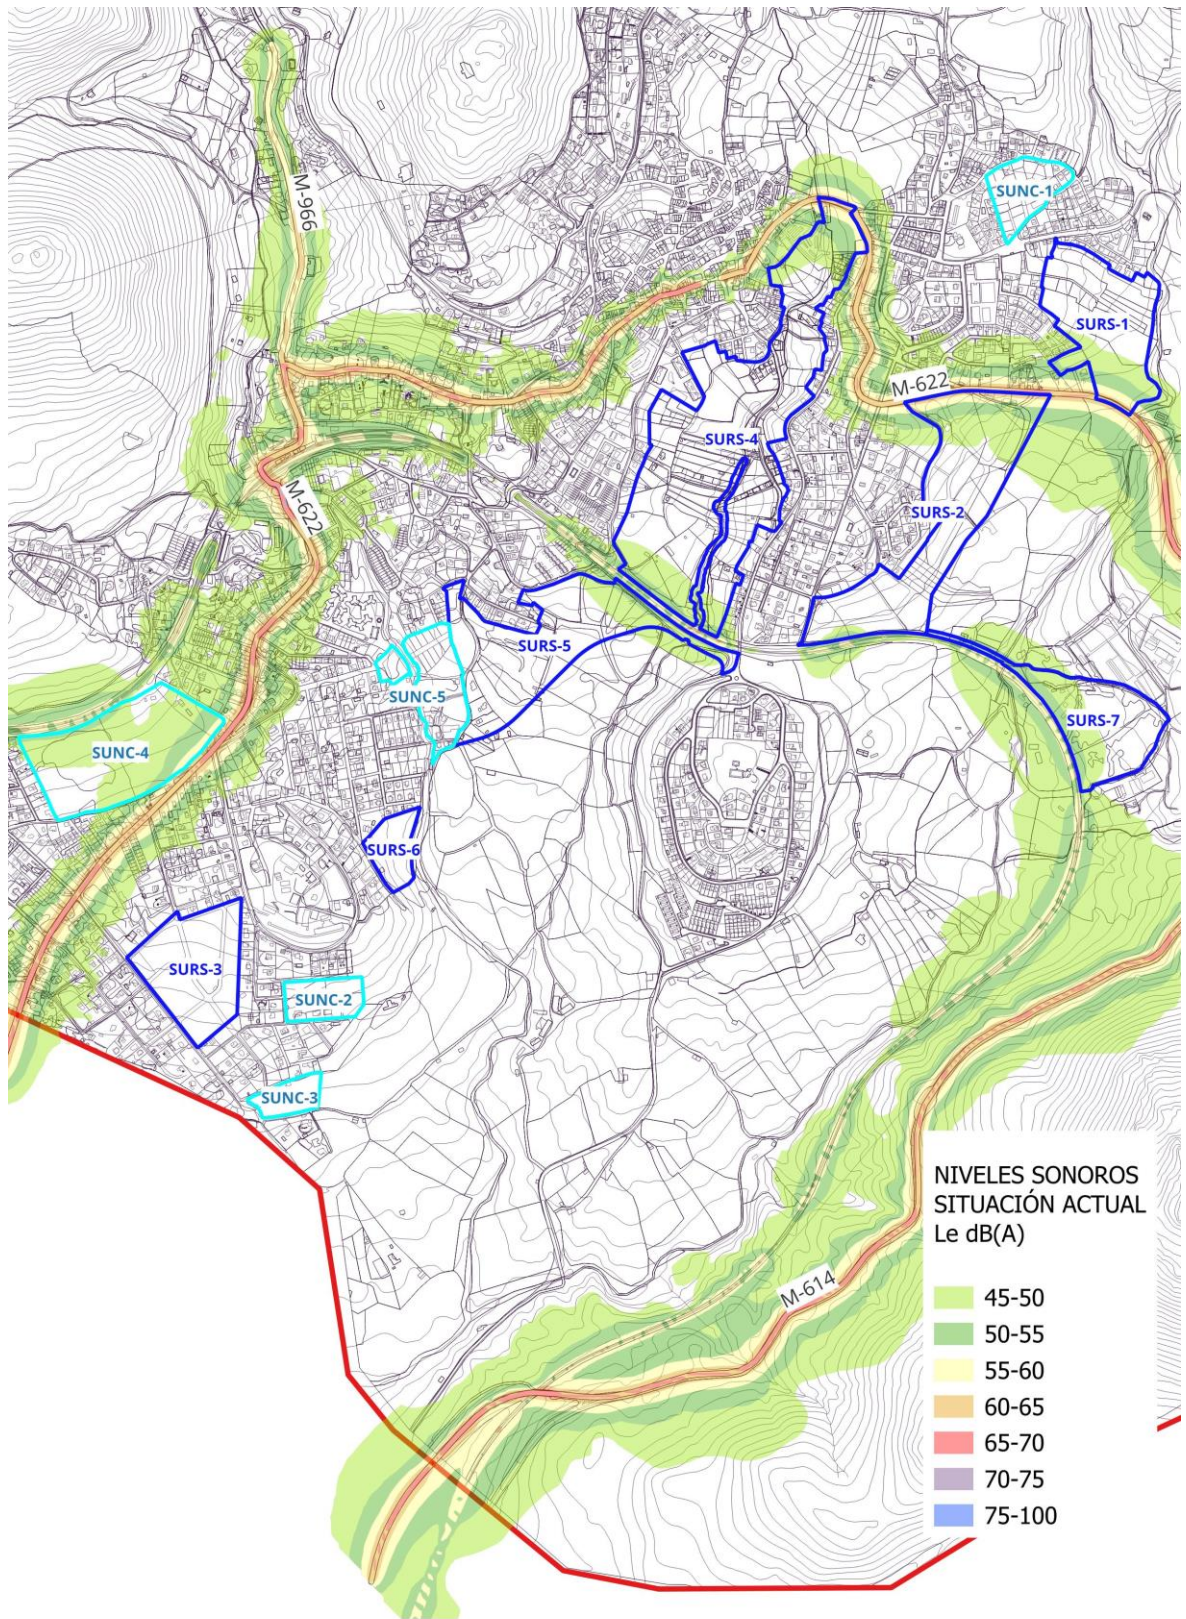 M-966
SUNC-1
SURS-1
M-622
SURS-4
SURS-2
M-622
SURS-5
SUNC-5
SURS-7
SUNC-4
SURS-6
SURS-3
SUNC-2
SUNC-3
M-614
NIVELES SONOROS
SITUACIÓN ACTUAL
Le dB(A)
45-50
50-55
55-60
60-65
65-70
70-75
75-100